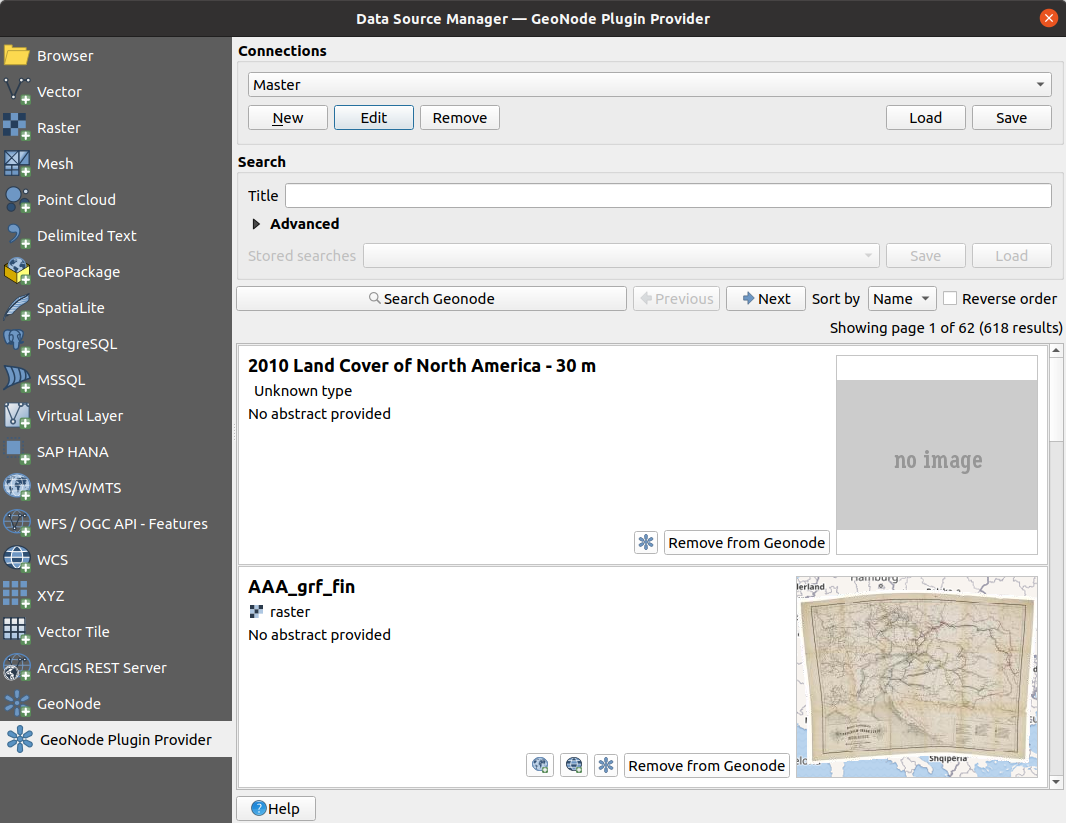 Data Source Manager — GeoNode Plugin Provider
Browser
Vector
Raster
Mesh
Point Cloud
Delimited Text
GeoPackage
SpatiaLite
PostgreSQL
MSSQL
Virtual Layer
SAP HANA
WMS/WMTS
WFS / OGC API - Features
WCS
XYZ
Vector Tile
ArcGIS REST Server
GeoNode
GeoNode Plugin Provider
Connections
Master
New Edit Remove Load Save
Search
Title
Advanced
Stored searches Save Load
Search Geonode Previous Next Sort by Name Reverse order
Showing page 1 of 62 (618 results)
2010 Land Cover of North America - 30 m
Unknown type
No abstract provided
no image
Remove from Geonode
AAA_grf_fin
raster
No abstract provided
Hamburg
Shqipëria
Remove from Geonode
Help